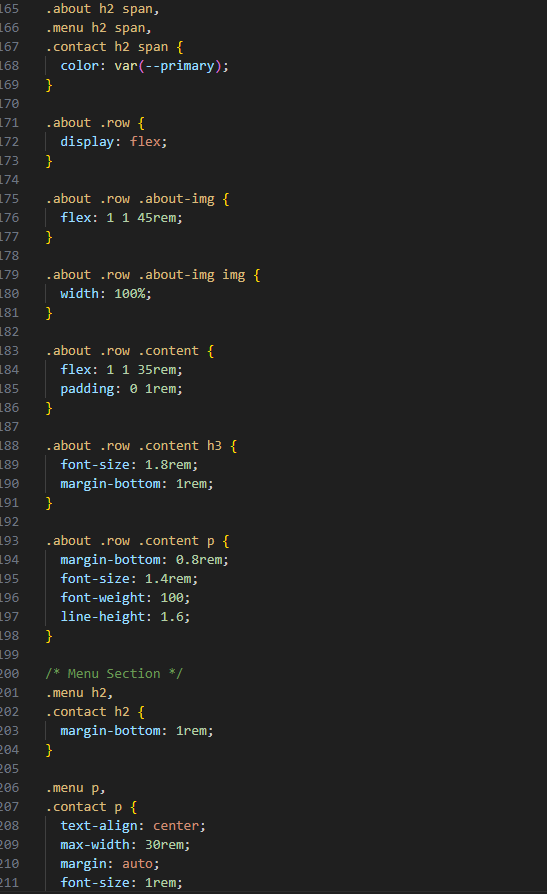 165 .about h2 span,
166 .menu h2 span,
167 .contact h2 span {
168 color: var(--primary);
169 }
170
171 .about .row {
172 display: flex;
173 }
174
175 .about .row .about-img {
176 flex: 1 1 45rem;
177 }
178
179 .about .row .about-img img {
180 width: 100%;
181 }
182
183 .about .row .content {
184 flex: 1 1 35rem;
185 padding: 0 1rem;
186 }
187
188 .about .row .content h3 {
189 font-size: 1.8rem;
190 margin-bottom: 1rem;
191 }
192
193 .about .row .content p {
194 margin-bottom: 0.8rem;
195 font-size: 1.4rem;
196 font-weight: 100;
197 line-height: 1.6;
198 }
199
200 /* Menu Section */
201 .menu h2,
202 .contact h2 {
203 margin-bottom: 1rem;
204 }
205
206 .menu p,
207 .contact p {
208 text-align: center;
209 max-width: 30rem;
210 margin: auto;
211 font-size: 1rem;